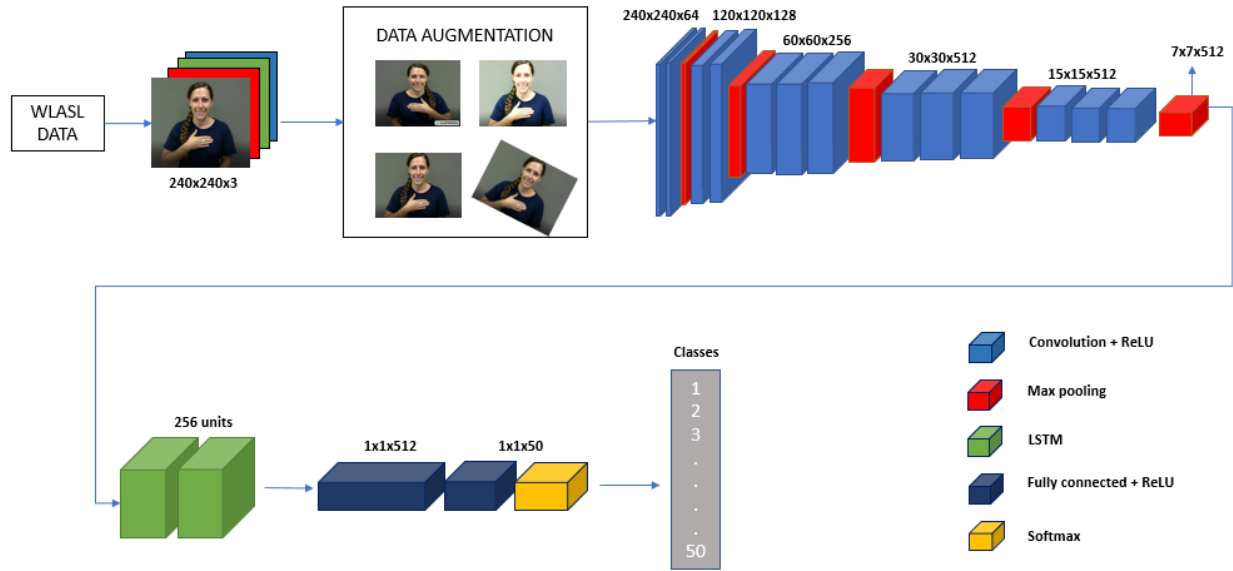 240x240x64
120x120x128
DATA AUGMENTATION
60x60x256
30x30x512
7x7x512
15x15x512
WLASL
DATA
240x240x3
Classes
1
2
3
.
.
.
.
50
256 units
1x1x512
1x1x50
Convolution + ReLU
Max pooling
LSTM
Fully connected + ReLU
Softmax